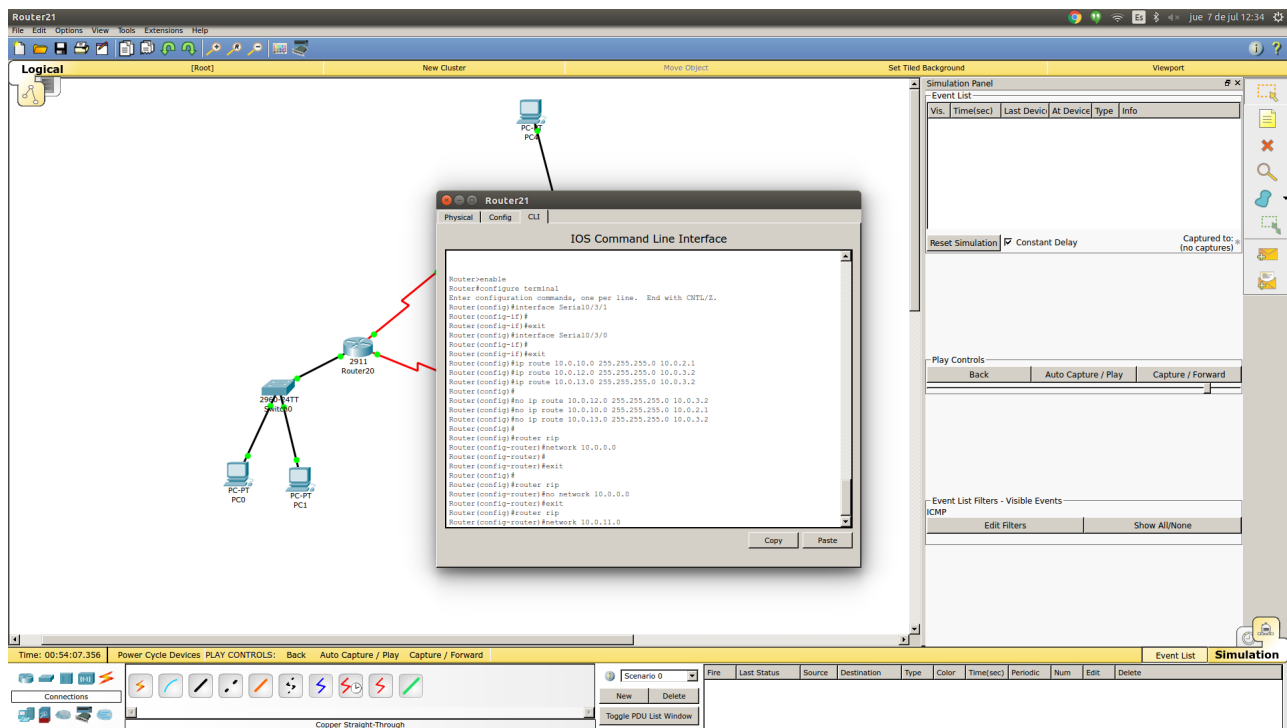 Router21
Es jue 7 de jul 12:34
File Edit Options View Tools Extensions Help
Logical [Root] New Cluster Move Object Set Tiled Background Viewport
Simulation Panel
Event List
Vis. Time(sec) Last Devic At Device Type Info
PC-PT
PC4
Router21
Physical Config CLI
IOS Command Line Interface
Router>enable
Router#configure terminal
Enter configuration commands, one per line. End with CNTL/Z.
Router(config)#interface Serial0/3/1
Router(config-if)#
Router(config-if)#exit
Router(config)#interface Serial0/3/0
Router(config-if)#
Router(config-if)#exit
Router(config)#ip route 10.0.10.0 255.255.255.0 10.0.2.1
Router(config)#ip route 10.0.12.0 255.255.255.0 10.0.3.2
Router(config)#ip route 10.0.13.0 255.255.255.0 10.0.3.2
Router(config)#
Router(config)#no ip route 10.0.12.0 255.255.255.0 10.0.3.2
Router(config)#no ip route 10.0.10.0 255.255.255.0 10.0.2.1
Router(config)#no ip route 10.0.13.0 255.255.255.0 10.0.3.2
Router(config)#
Router(config)#router rip
Router(config-router)#network 10.0.0.0
Router(config-router)#
Router(config-router)#exit
Router(config)#
Router(config)#router rip
Router(config-router)#no network 10.0.0.0
Router(config-router)#exit
Router(config)#router rip
Router(config-router)#network 10.0.11.0
Copy Paste
2911
Router20
2960-24TT
Switch0
PC-PT
PC0
PC-PT
PC1
Reset Simulation Constant Delay
Captured to:
(no captures)
*
Play Controls
Back Auto Capture / Play Capture / Forward
Event List Filters - Visible Events
ICMP
Edit Filters Show All/None
Time: 00:54:07.356 Power Cycle Devices PLAY CONTROLS: Back Auto Capture / Play Capture / Forward
Event List Simulation
Connections
Copper Straight-Through
Scenario 0
New Delete
Toggle PDU List Window
Fire Last Status Source Destination Type Color Time(sec) Periodic Num Edit Delete